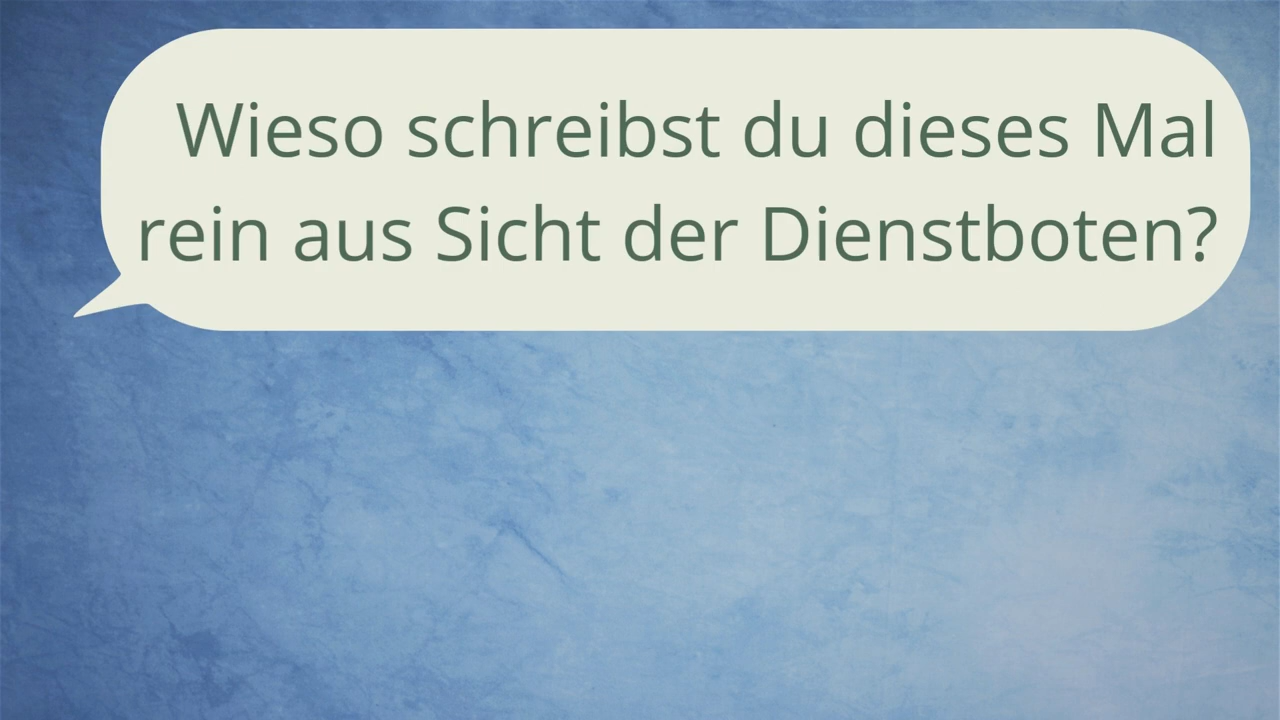 Wieso schreibst du dieses Mal
rein aus Sicht der Dienstboten?